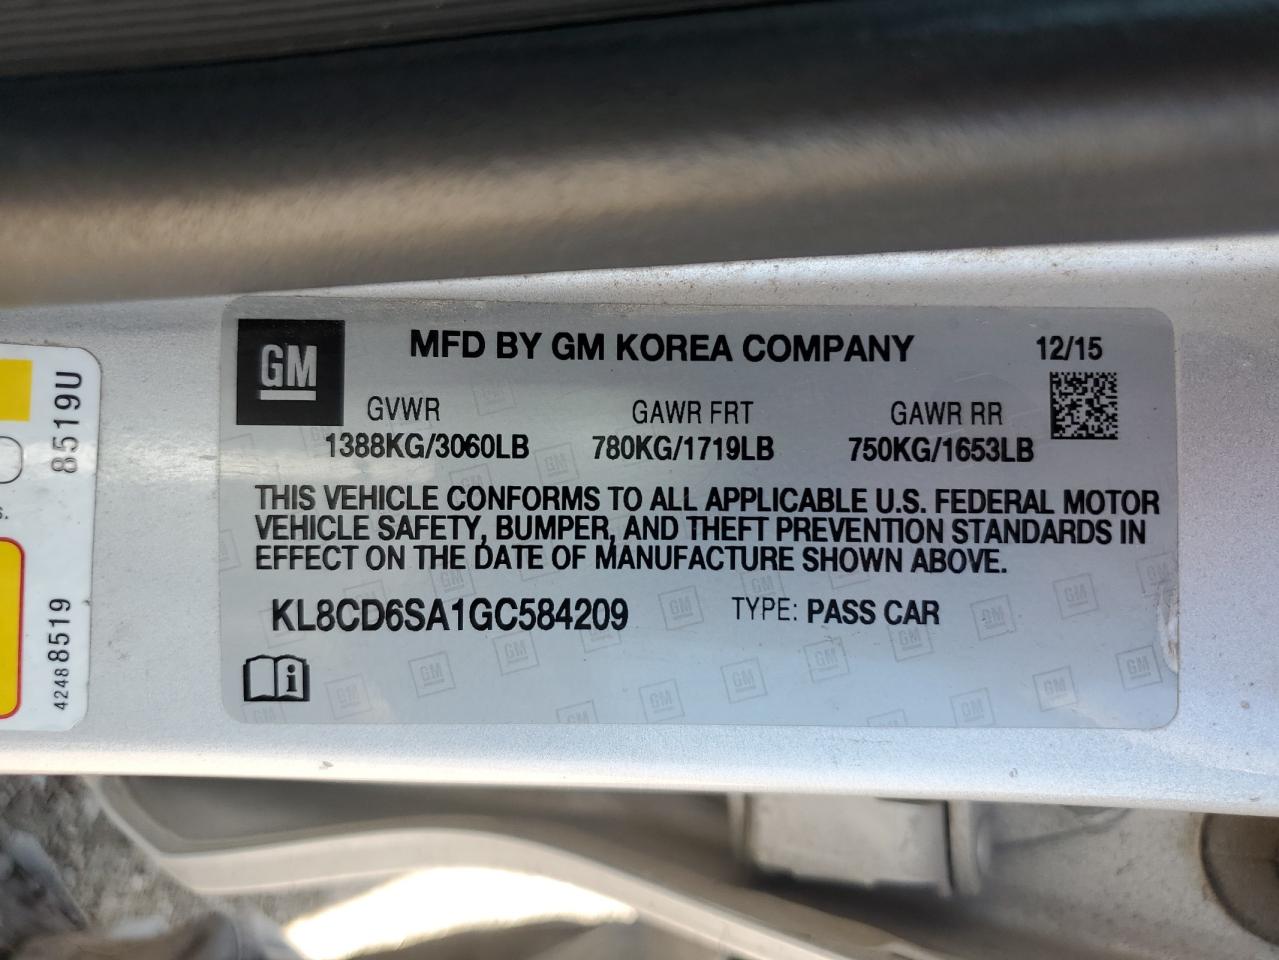 GM
MFD BY GM KOREA COMPANY 12/15
GVWR GAWR FRT GAWR RR
1388KG/3060LB 780KG/1719LB 750KG/1653LB
THIS VEHICLE CONFORMS TO ALL APPLICABLE U.S. FEDERAL MOTOR
VEHICLE SAFETY, BUMPER, AND THEFT PREVENTION STANDARDS IN
EFFECT ON THE DATE OF MANUFACTURE SHOWN ABOVE.
KL8CD6SA1GC584209 TYPE: PASS CAR
8519U
42488519